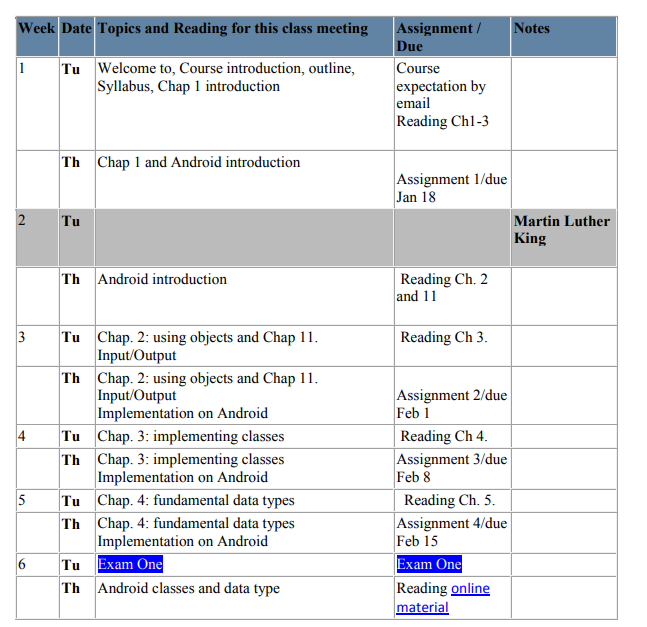 Week Date Topics and Reading for this class meeting Assignment / Due Notes
1 Tu Welcome to, Course introduction, outline,
Syllabus, Chap 1 introduction
Course
expectation by
email
Reading Ch1-3
Th Chap 1 and Android introduction
Assignment 1/due
Jan 18
2 Tu
Martin Luther
King
Th Android introduction
Reading Ch. 2
and 11
3 Tu Chap. 2: using objects and Chap 11.
Input/Output
Reading Ch 3.
Th Chap. 2: using objects and Chap 11.
Input/Output
Implementation on Android
Assignment 2/due
Feb 1
4 Tu Chap. 3: implementing classes Reading Ch 4.
Th Chap. 3: implementing classes
Implementation on Android
Assignment 3/due
Feb 8
5 Tu Chap. 4: fundamental data types Reading Ch. 5.
Th Chap. 4: fundamental data types
Implementation on Android
Assignment 4/due
Feb 15
6 Tu Exam One Exam One
Th Android classes and data type
Reading online
material